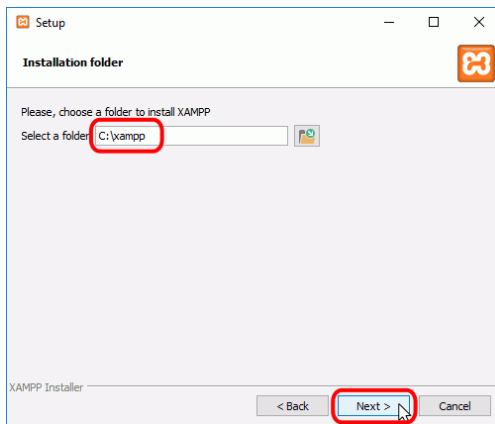 Setup
Installation folder
Please, choose a folder to install XAMPP
Select a folder C:\xampp
XAMPP Installer
< Back Next > Cancel